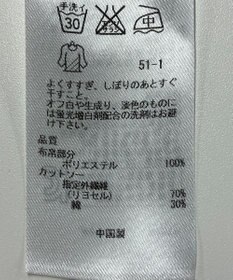 手洗イ
30
中
51-1
よくすすぎ、しぼりのあとすぐ
干すこと。
オフ白や生成り、淡色のものに
は蛍光増白剤配合の洗剤はお避
け下さい。
品質
布帛部分
ポリエステル 100%
カットソー
指定外繊維
(リヨセル) 70%
綿 30%
中国製